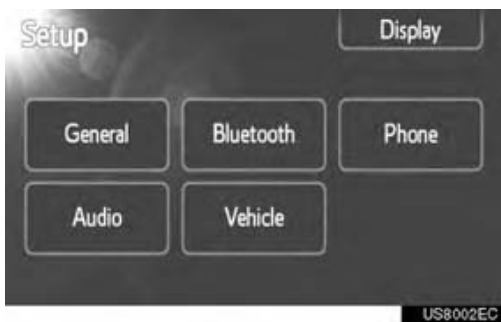 Setup
Display
General
Bluetooth
Phone
Audio
Vehicle
US8002EC